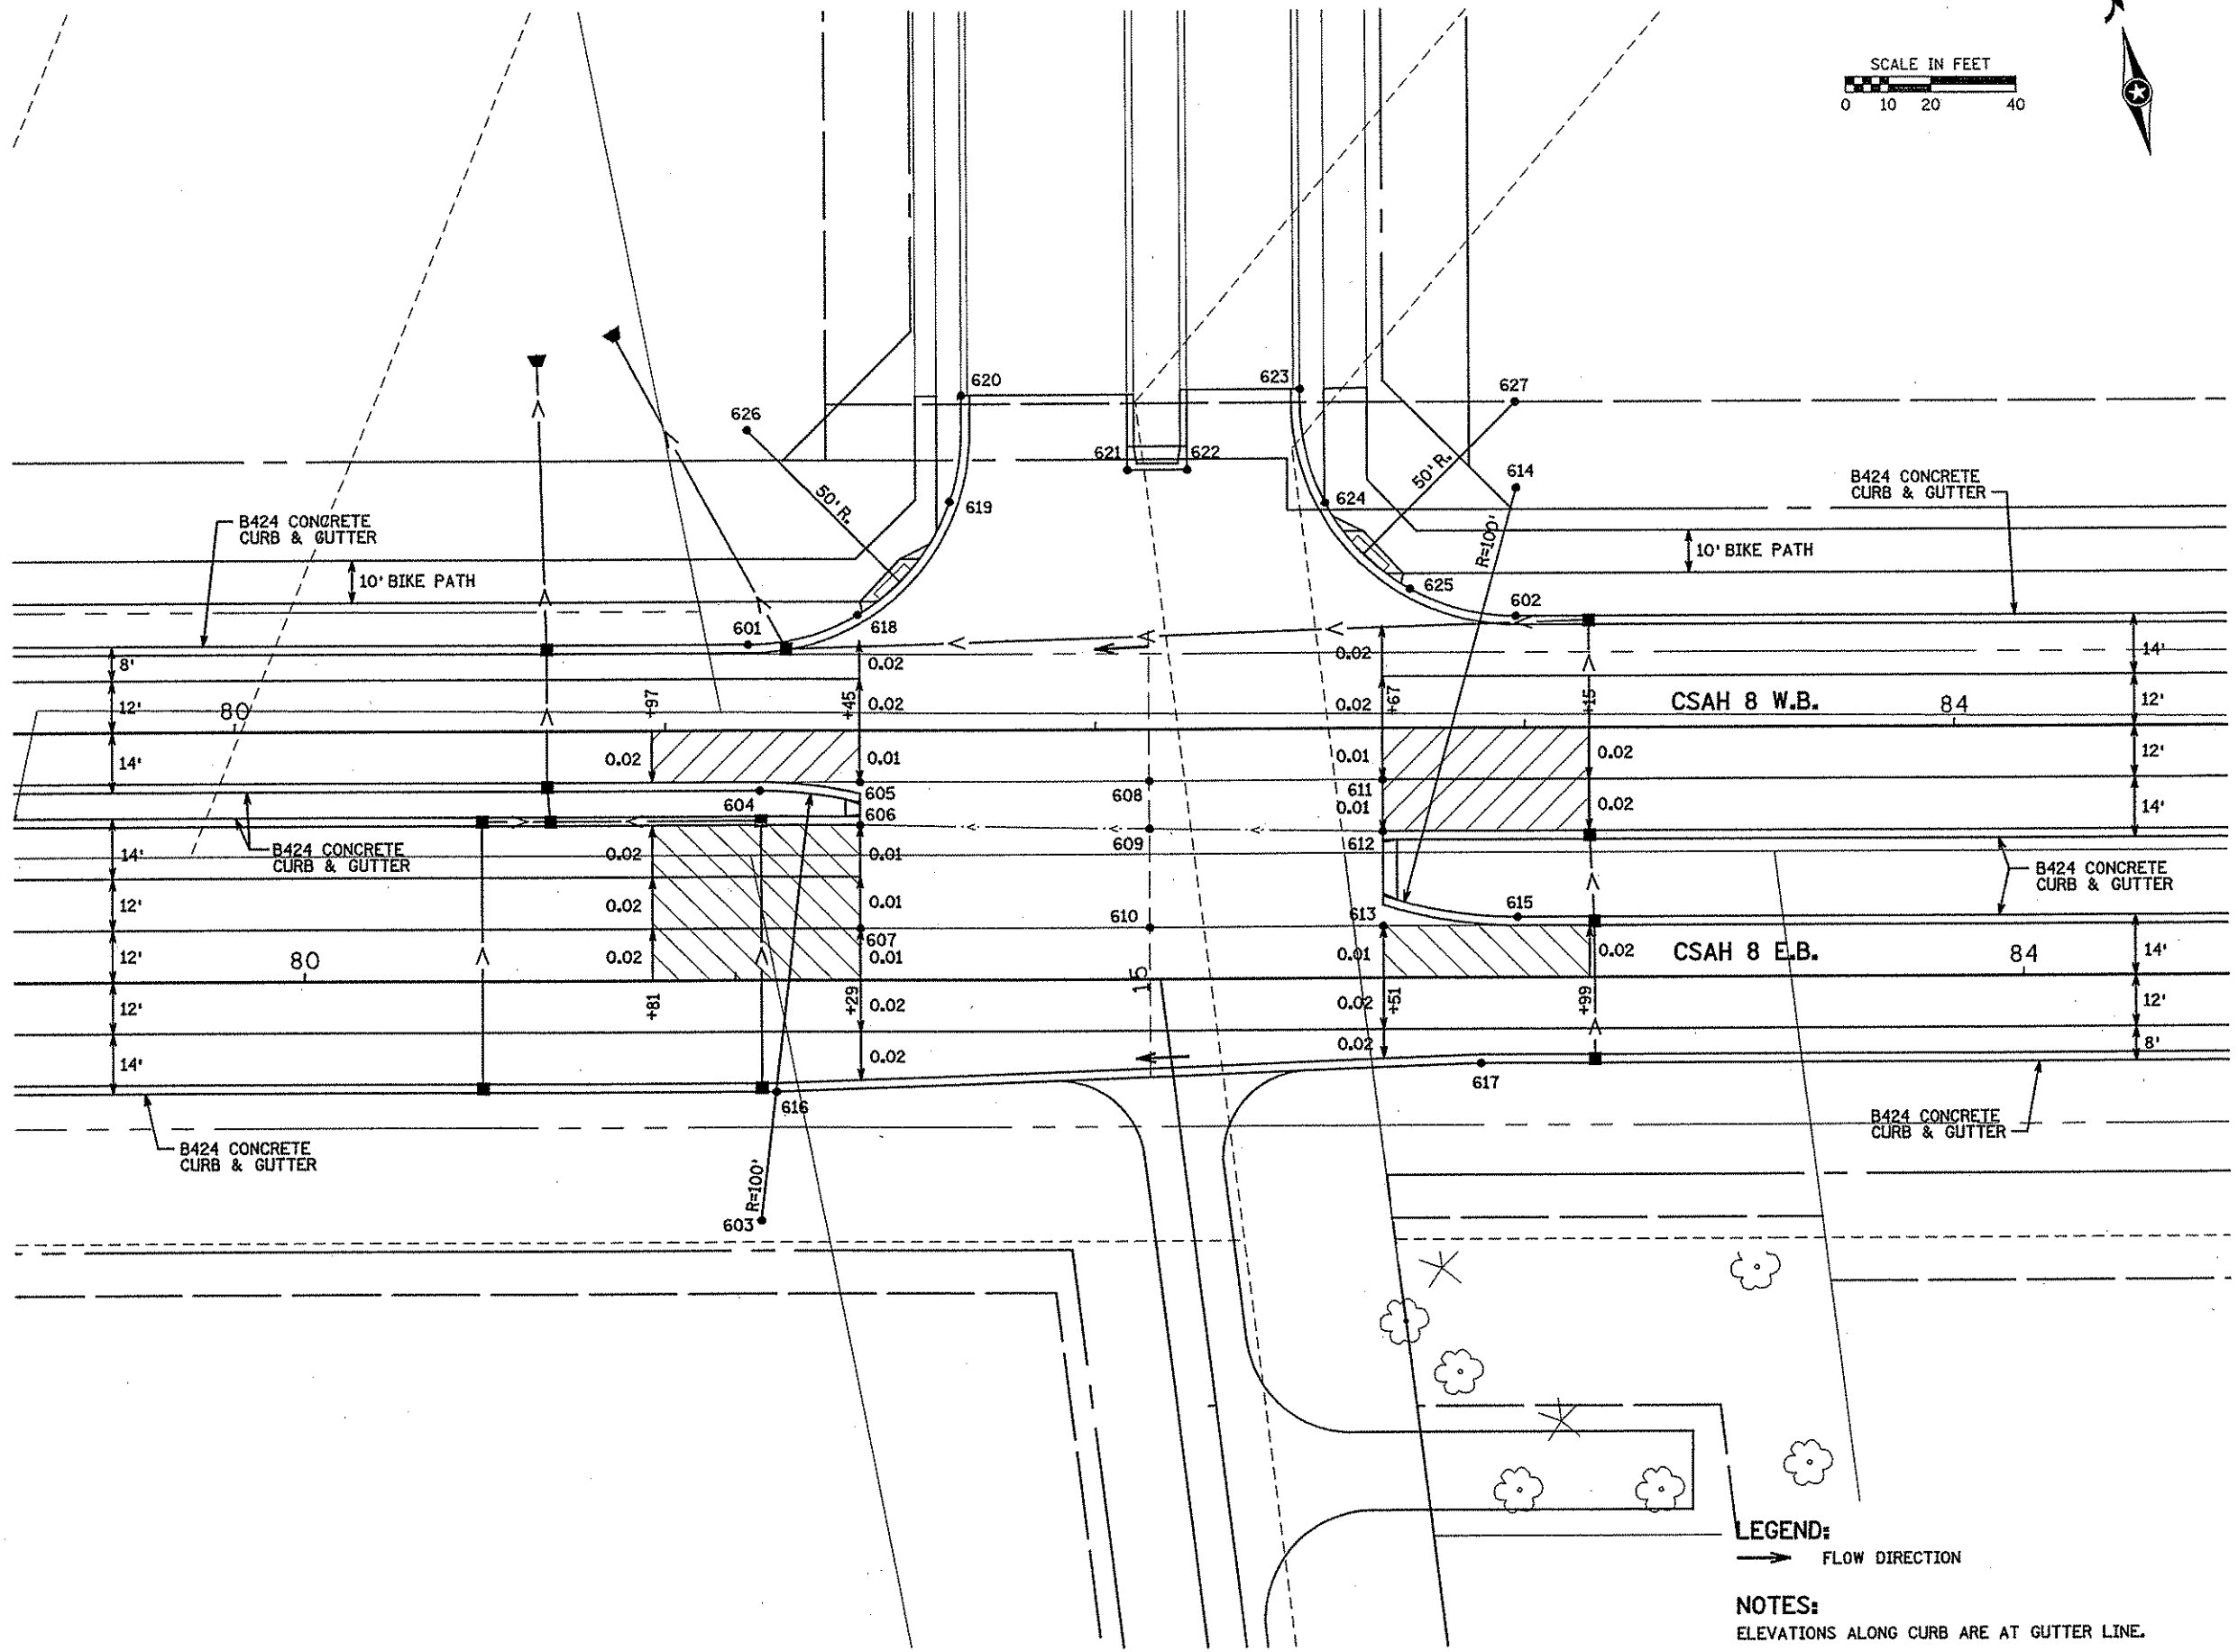 SCALE IN FEET
0 10 20 40
620
623
627
626
621
622
50' R.
50' R.
614
619
624
B424 CONCRETE
CURB & GUTTER
B424 CONCRETE
CURB & GUTTER
R=100'
10' BIKE PATH
10' BIKE PATH
625
618
602
601
8'
0.02
0.02
14'
12'
80
+97
+45
0.02
0.02
+67
+15
CSAH 8 W.B.
84
12'
14'
0.02
0.01
0.01
0.02
12'
604
605
608
611
606
0.01
0.02
14'
14'
B424 CONCRETE
CURB & GUTTER
0.02
0.01
609
612
B424 CONCRETE
CURB & GUTTER
12'
0.02
0.01
610
613
615
607
12'
80
0.02
0.01
0.01
0.02
CSAH 8 E.B.
84
14'
15
12'
+81
+29
0.02
0.02
+51
+99
12'
14'
0.02
0.02
8'
617
616
B424 CONCRETE
CURB & GUTTER
B424 CONCRETE
CURB & GUTTER
R=100'
603
LEGEND:
FLOW DIRECTION
NOTES:
ELEVATIONS ALONG CURB ARE AT GUTTER LINE.